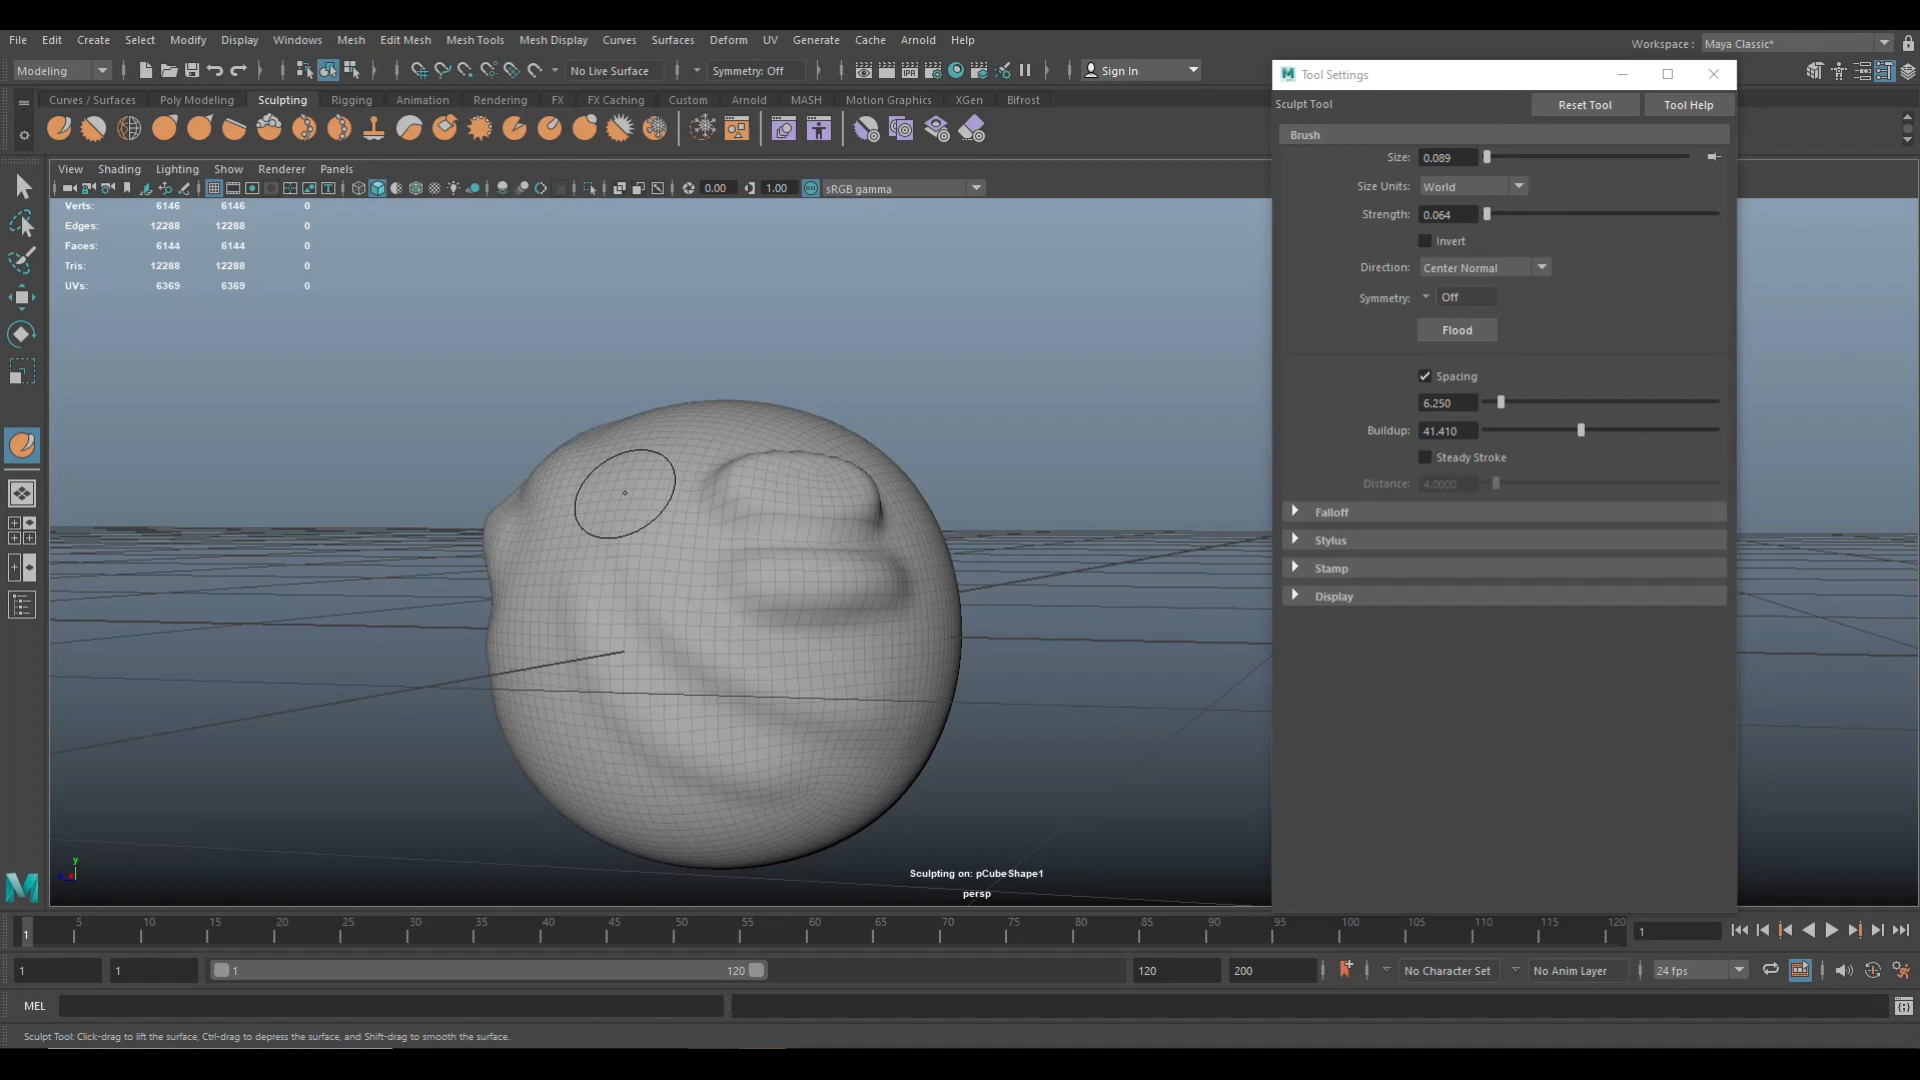 File Edit Create Select Modify Display Windows Mesh Edit Mesh Mesh Tools Mesh Display Curves Surfaces Deform UV Generate Cache Arnold Help
Workspace : Maya Classic*
Modeling No Live Surface Symmetry: Off Sign In
Curves / Surfaces Poly Modeling Sculpting Rigging Animation Rendering FX FX Caching Custom Arnold MASH Motion Graphics XGen Bifrost
View Shading Lighting Show Renderer Panels
0.00 1.00 sRGB gamma
Verts: 6146 6146 0
Edges: 12288 12288 0
Faces: 6144 6144 0
Tris: 12288 12288 0
UVs: 6369 6369 0
Tool Settings
Sculpt Tool Reset Tool Tool Help
Brush
Size: 0.089
Size Units: World
Strength: 0.064
Invert
Direction: Center Normal
Symmetry: Off
Flood
Spacing
6.250
Buildup: 41.410
Steady Stroke
Distance: 4.0000
Falloff
Stylus
Stamp
Display
Sculpting on: pCubeShape1
persp
y
1 5 10 15 20 25 30 35 40 45 50 55 60 65 70 75 80 85 90 95 100 105 110 115 120 1
1 1 1 120 120 200 No Character Set No Anim Layer 24 fps
MEL
Sculpt Tool: Click-drag to lift the surface, Ctrl-drag to depress the surface, and Shift-drag to smooth the surface.